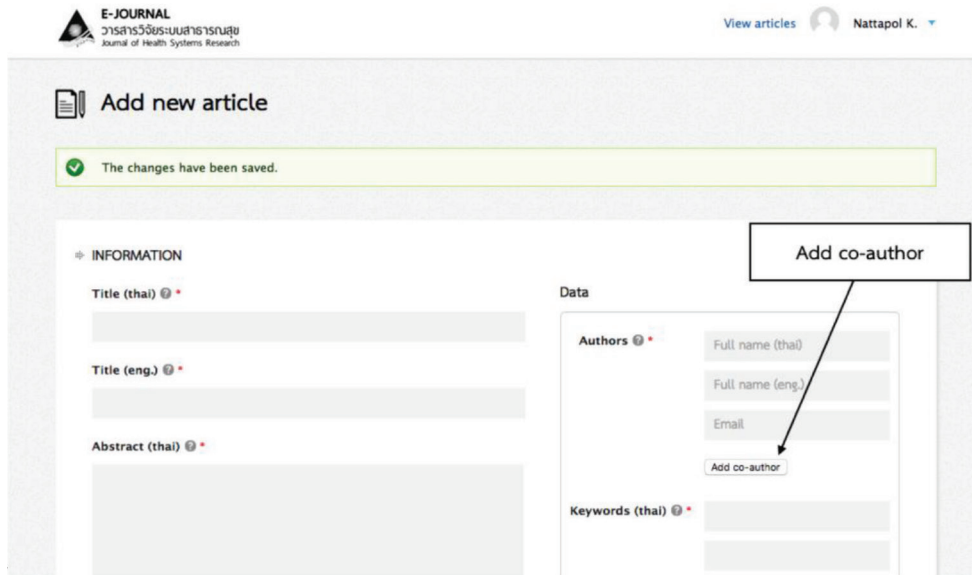 E-JOURNAL
วารสารวิจัยระบบสาธารณสุข
Journal of Health Systems Research
View articles
Nattapol K.
Add new article
The changes have been saved.
INFORMATION
Title (thai) *
Title (eng.) *
Abstract (thai) *
Add co-author
Data
Authors *
Full name (thai)
Full name (eng.)
Email
Add co-author
Keywords (thai) *